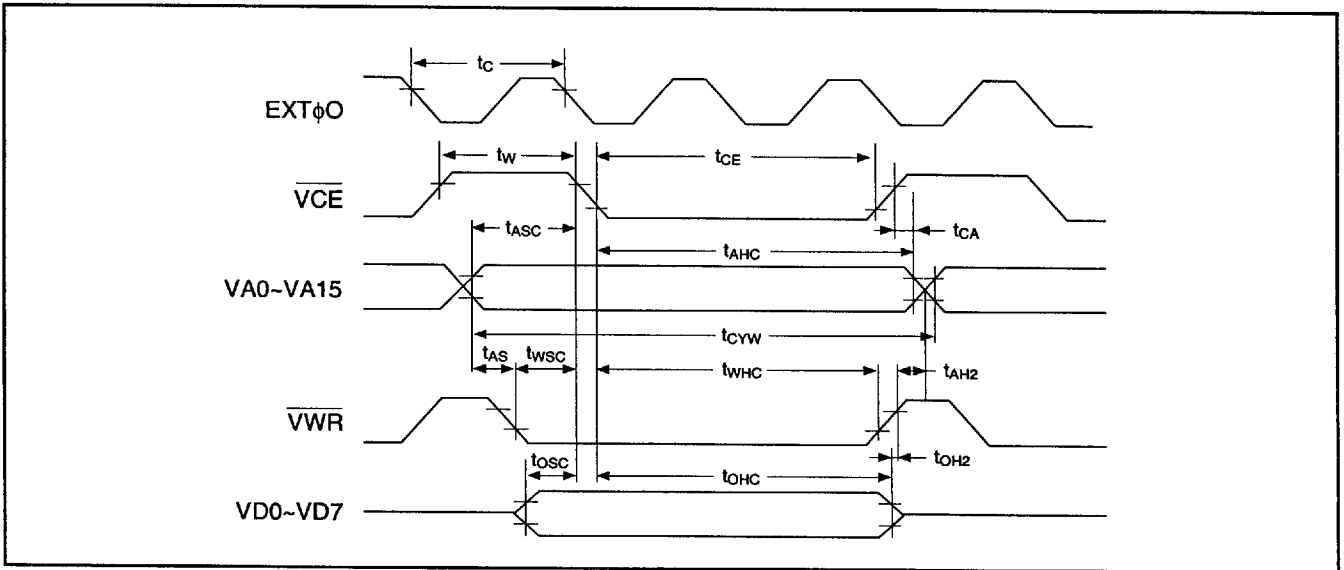 tC
EXTϕO
tW
tCE
VCE
tCA
tASC
tAHC
VA0~VA15
tCYW
tAS
tWSC
tWHC
tAH2
VWR
tOH2
tOSC
tOHC
VD0~VD7